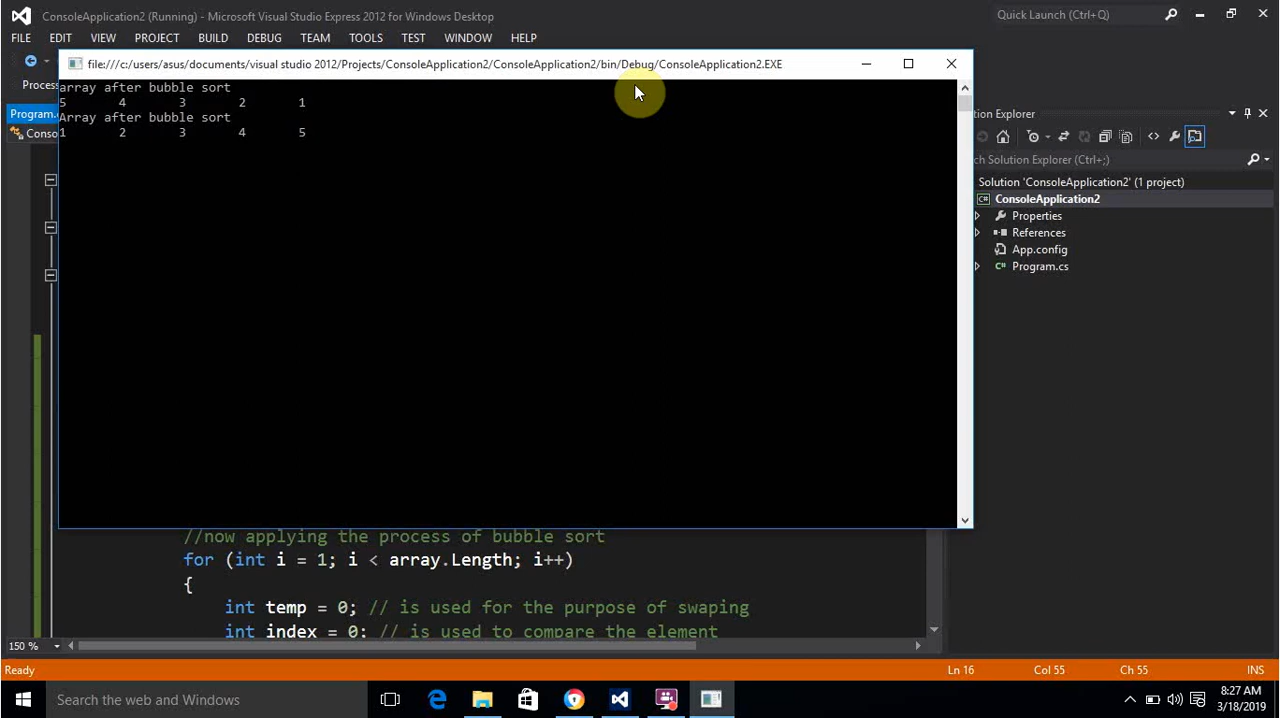 ConsoleApplication2 (Running) - Microsoft Visual Studio Express 2012 for Windows Desktop
Quick Launch (Ctrl+Q)
FILE EDIT VIEW PROJECT BUILD DEBUG TEAM TOOLS TEST WINDOW HELP
file:///c:/users/asus/documents/visual studio 2012/Projects/ConsoleApplication2/ConsoleApplication2/bin/Debug/ConsoleApplication2.EXE
Process
array after bubble sort
5 4 3 2 1
Array after bubble sort
1 2 3 4 5
Program.
Conso
tion Explorer
ch Solution Explorer (Ctrl+;)
Solution 'ConsoleApplication2' (1 project)
C# ConsoleApplication2
Properties
References
App.config
C# Program.cs
//now applying the process of bubble sort
for (int i = 1; i < array.Length; i++)
{
int temp = 0; // is used for the purpose of swaping
int index = 0; // is used to compare the element
150 %
Ready
Ln 16 Col 55 Ch 55 INS
Search the web and Windows
8:27 AM
3/18/2019